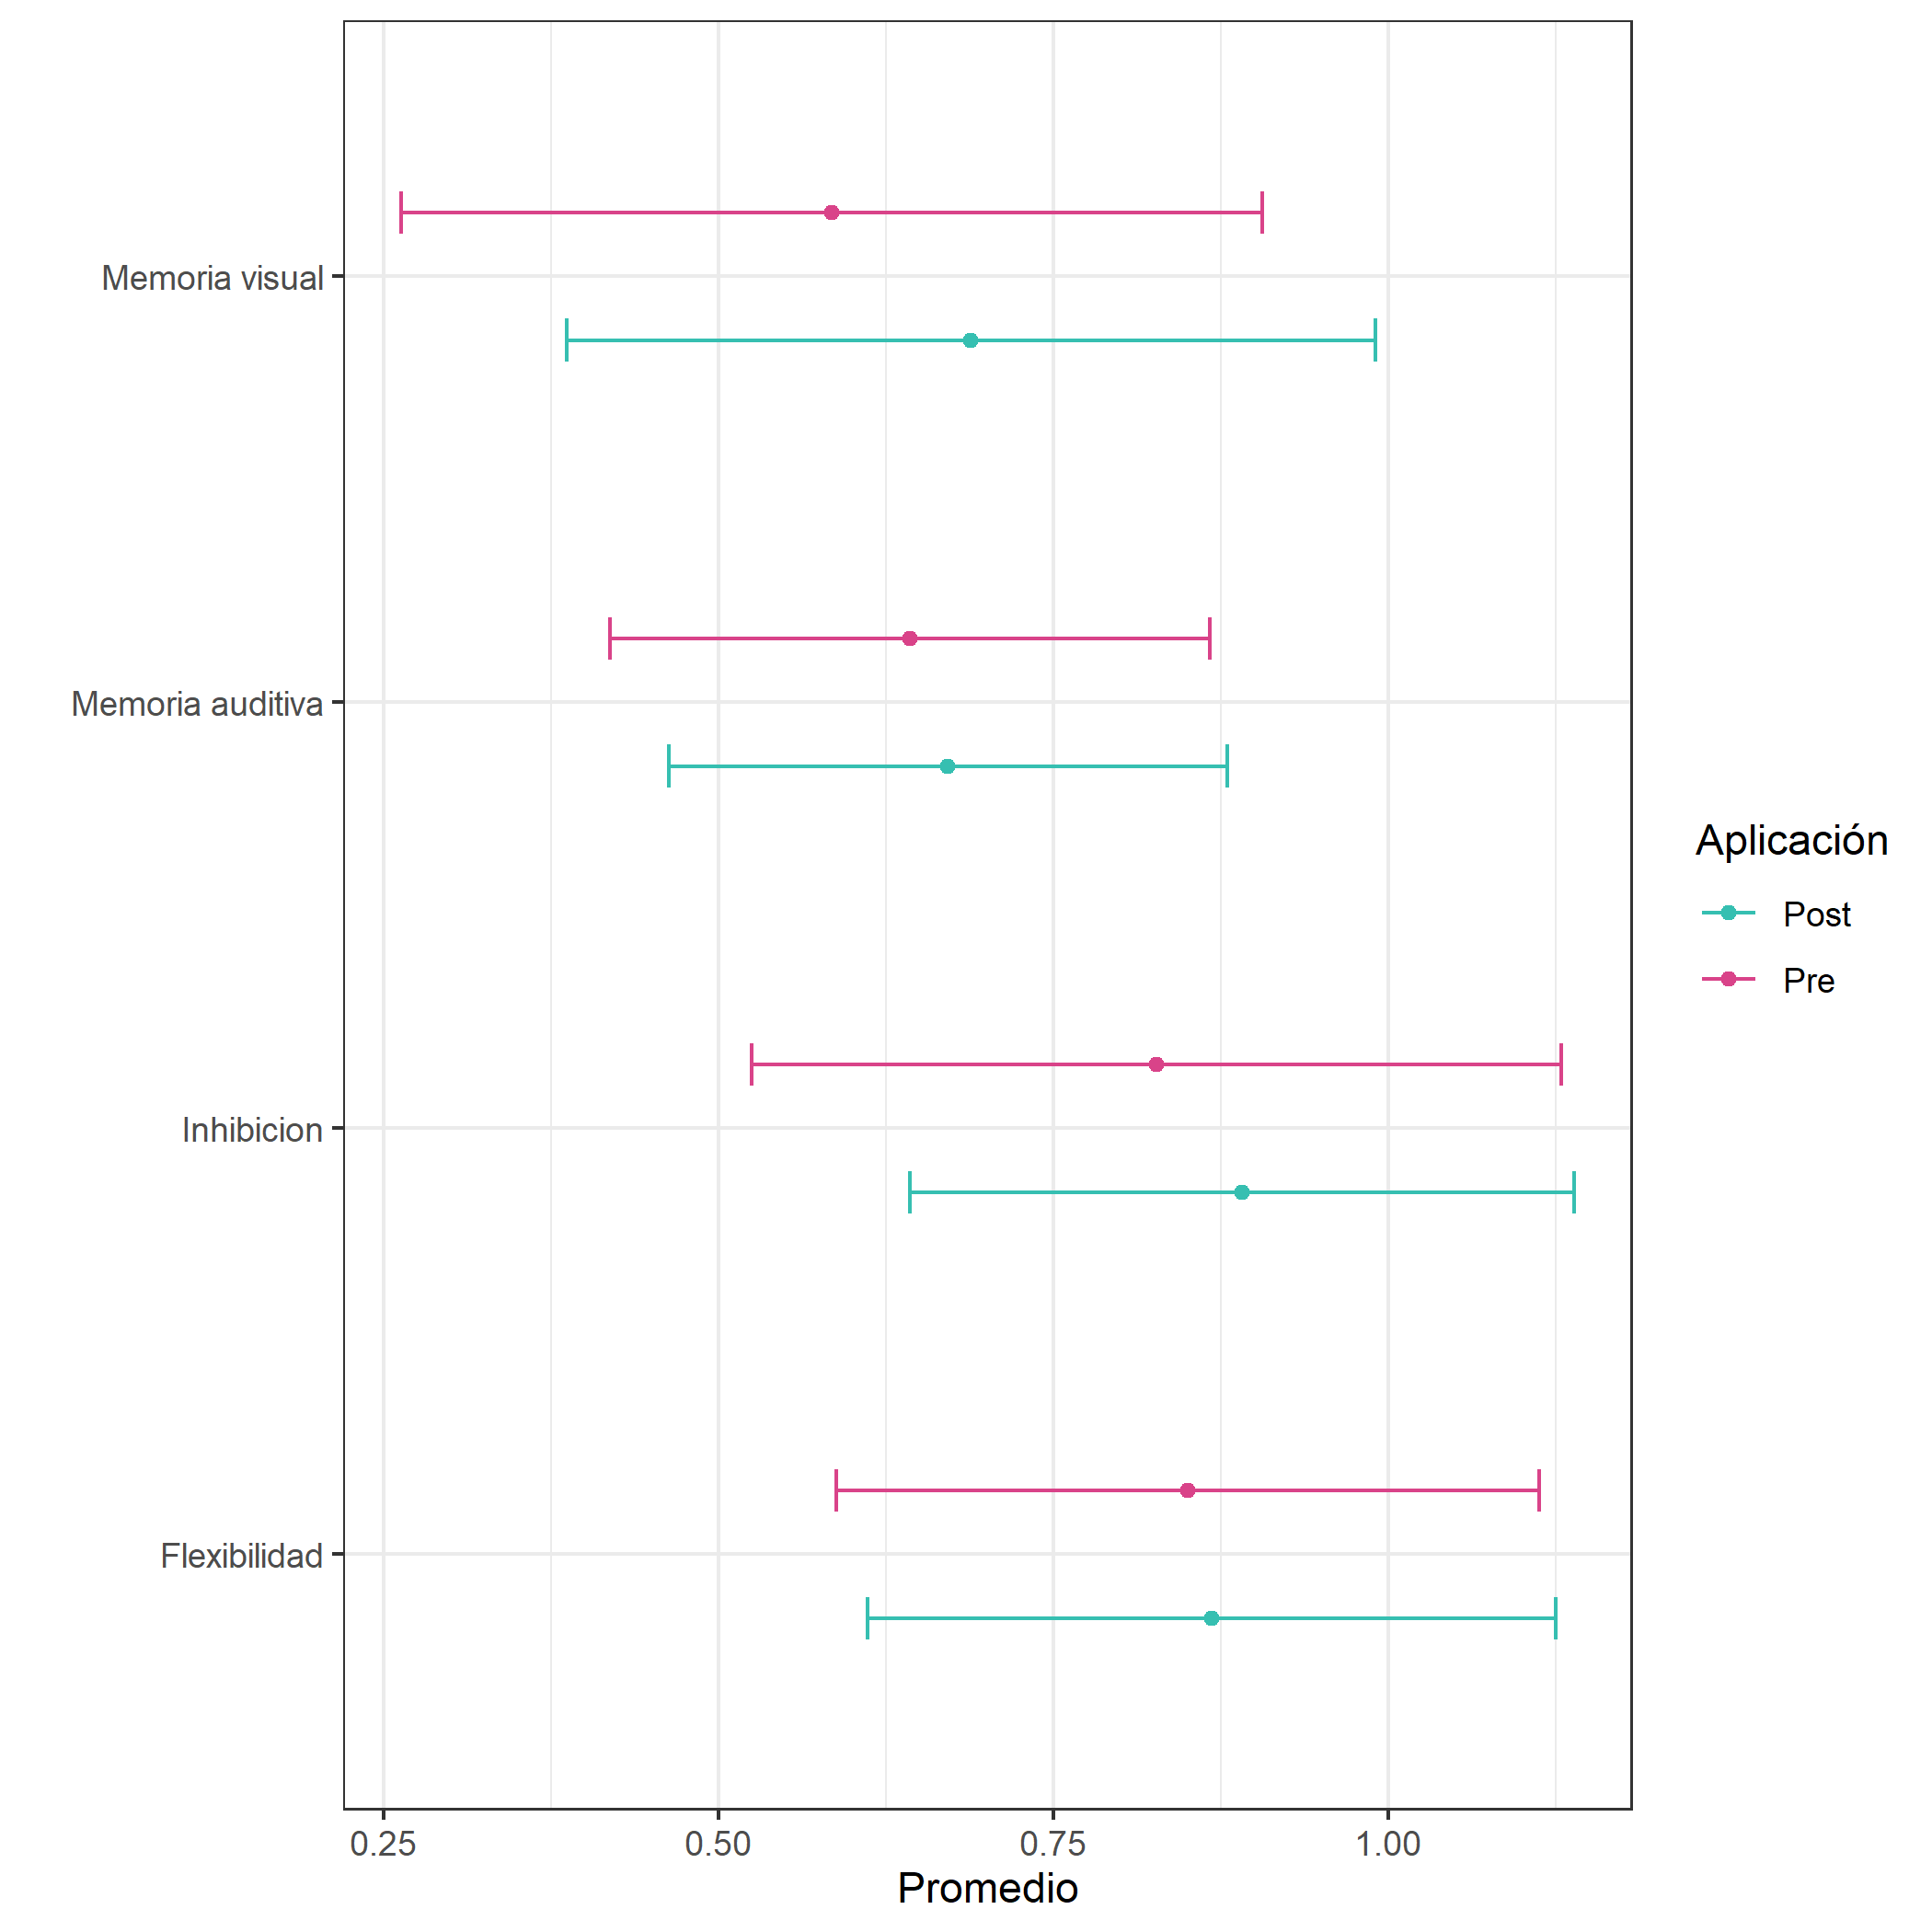 Memoria visual
Memoria auditiva
Inhibicion
Flexibilidad
0.25 0.50 0.75 1.00
Promedio
Aplicación
Post
Pre